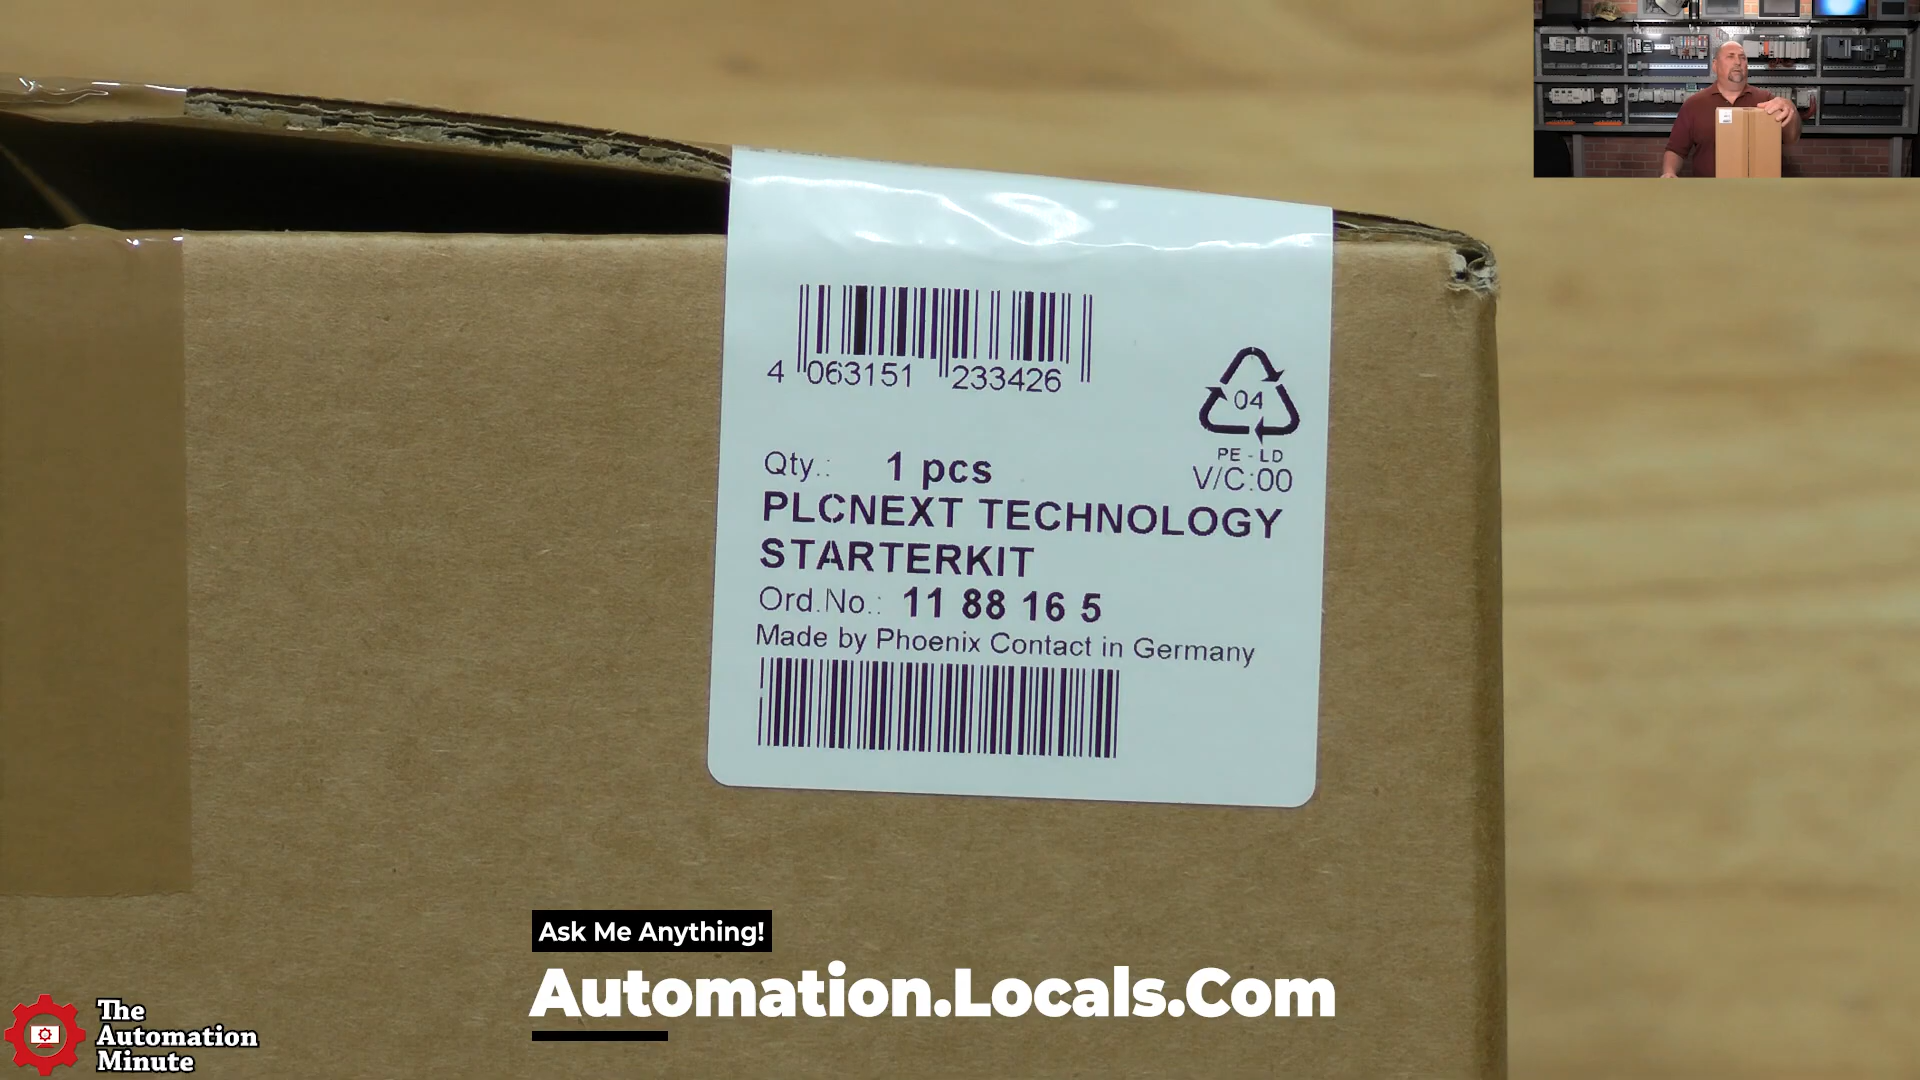 4 063151 233426
04
PE - LD
Qty.: 1 pcs
V/C:00
PLCNEXT TECHNOLOGY
STARTERKIT
Ord.No.: 11 88 16 5
Made by Phoenix Contact in Germany
Ask Me Anything!
Automation.Locals.Com
The
Automation
Minute